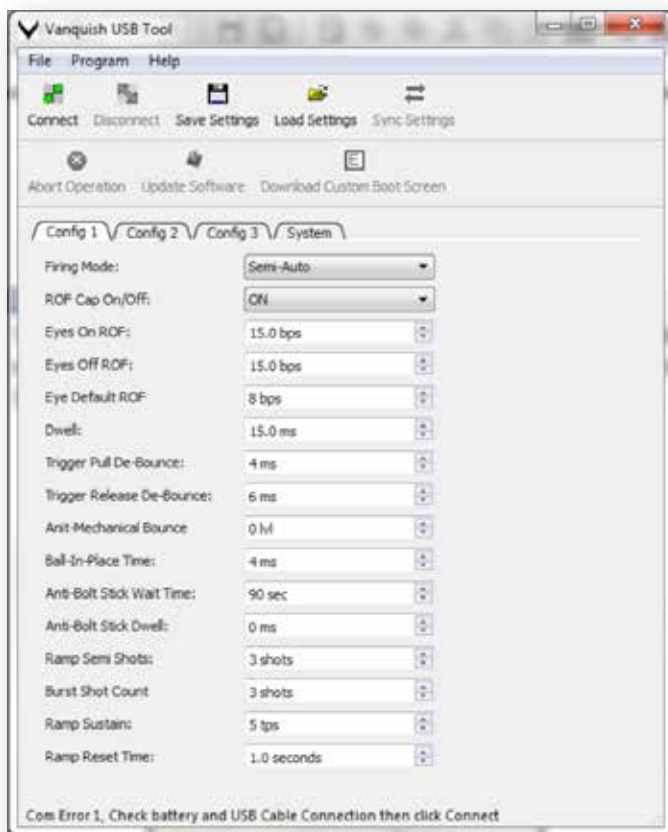 Vanquish USB Tool
File Program Help
Connect Disconnect Save Settings Load Settings Sync Settings
Abort Operation Update Software Download Custom Boot Screen
Config 1 Config 2 Config 3 System
Firing Mode: Semi-Auto
ROF Cap On/Off: ON
Eyes On ROF: 15.0 bps
Eyes Off ROF: 15.0 bps
Eye Default ROF 8 bps
Dwell: 15.0 ms
Trigger Pull De-Bounce: 4 ms
Trigger Release De-Bounce: 6 ms
Anit-Mechanical Bounce 0 lvl
Ball-In-Place Time: 4 ms
Anti-Bolt Stick Wait Time: 90 sec
Anti-Bolt Stick Dwell: 0 ms
Ramp Semi Shots: 3 shots
Burst Shot Count 3 shots
Ramp Sustain: 5 tps
Ramp Reset Time: 1.0 seconds
Com Error 1, Check battery and USB Cable Connection then click Connect